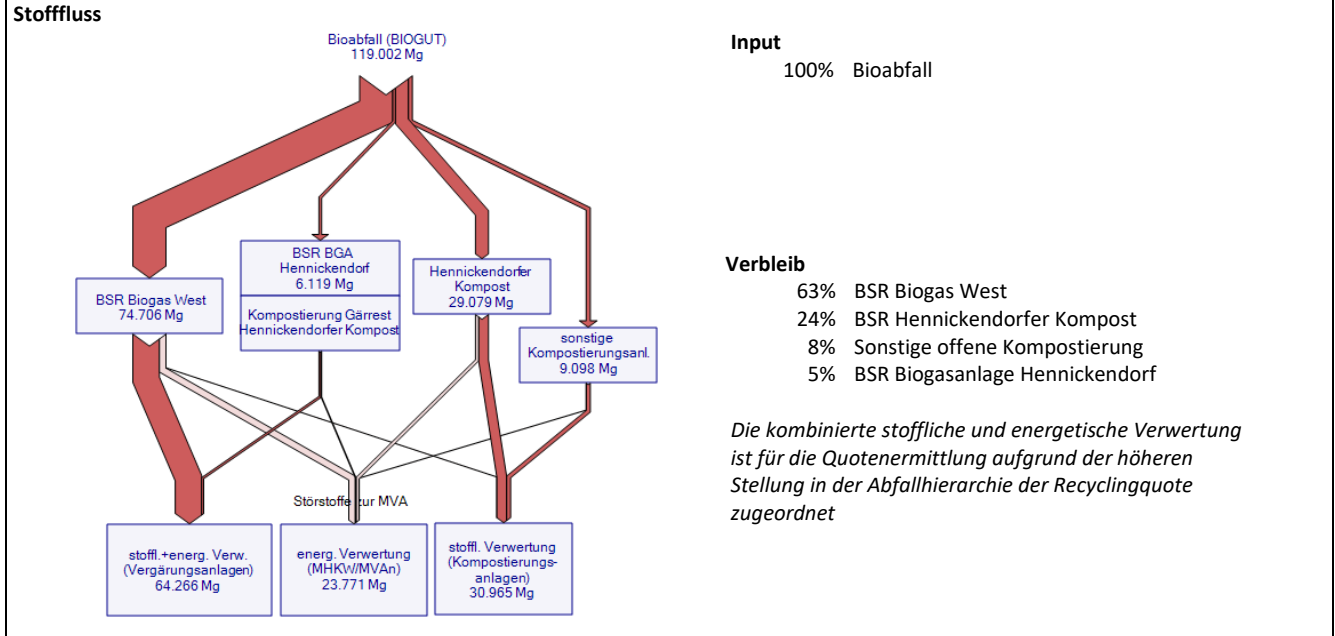 Stofffluss
Bioabfall (BIOGUT)
119.002 Mg
BSR Biogas West
74.706 Mg
BSR BGA
Hennickendorf
6.119 Mg
Kompostierung Gärrest
Hennickendorfer Kompost
Hennickendorfer
Kompost
29.079 Mg
sonstige
Kompostierungsanl.
9.098 Mg
Störstoffe zur MVA
stoffl.+energ. Verw.
(Vergärungsanlagen)
64.266 Mg
energ. Verwertung
(MHKW/MVAn)
23.771 Mg
stoffl. Verwertung
(Kompostierungs-
anlagen)
30.965 Mg
Input
100% Bioabfall
Verbleib
63% BSR Biogas West
24% BSR Hennickendorfer Kompost
8% Sonstige offene Kompostierung
5% BSR Biogasanlage Hennickendorf
Die kombinierte stoffliche und energetische Verwertung
ist für die Quotenermittlung aufgrund der höheren
Stellung in der Abfallhierarchie der Recyclingquote
zugeordnet